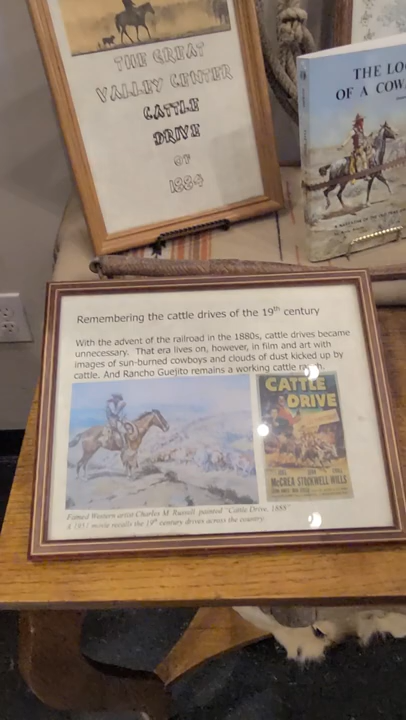 THE GREAT
VALLEY CENTER
CATTLE
DRIVE
OF
1884
THE LO
OF A COW
Remembering the cattle drives of the 19th century
With the advent of the railroad in the 1880s, cattle drives became
unnecessary. That era lives on, however, in film and art with
images of sun-burned cowboys and clouds of dust kicked up by
cattle. And Rancho Guejito remains a working cattle ranch.
CATTLE
DRIVE
McCREA STOCKWELL WILLS
Famed Western artist Charles M. Russell painted "Cattle Drive, 1888"
A 1951 movie recalls the 19th century drives across the country.